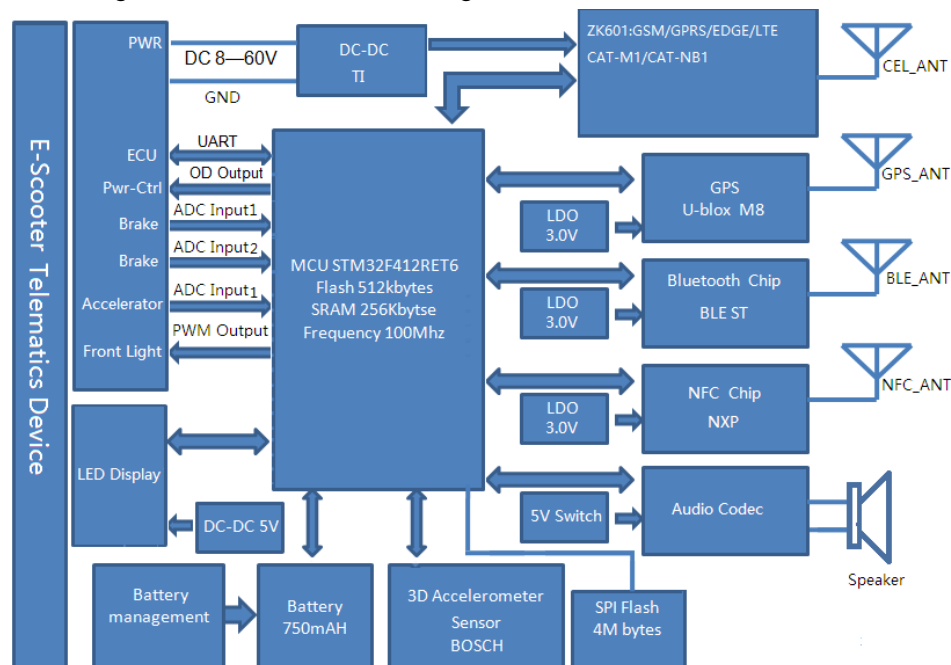 E-Scooter Telematics Device
PWR
DC 8—60V
GND
DC-DC
TI
ZK601:GSM/GPRS/EDGE/LTE
CAT-M1/CAT-NB1
CEL_ANT
ECU
UART
Pwr-Ctrl
OD Output
Brake
ADC Input1
Brake
ADC Input2
Accelerator
ADC Input1
Front Light
PWM Output
MCU STM32F412RET6
Flash 512kbytes
SRAM 256Kbytse
Frequency 100Mhz
GPS
U-blox M8
GPS_ANT
LDO
3.0V
Bluetooth Chip
BLE ST
BLE_ANT
LDO
3.0V
NFC Chip
NXP
NFC_ANT
LDO
3.0V
Audio Codec
5V Switch
Speaker
LED Display
DC-DC 5V
Battery
management
Battery
750mAH
3D Accelerometer
Sensor
BOSCH
SPI Flash
4M bytes